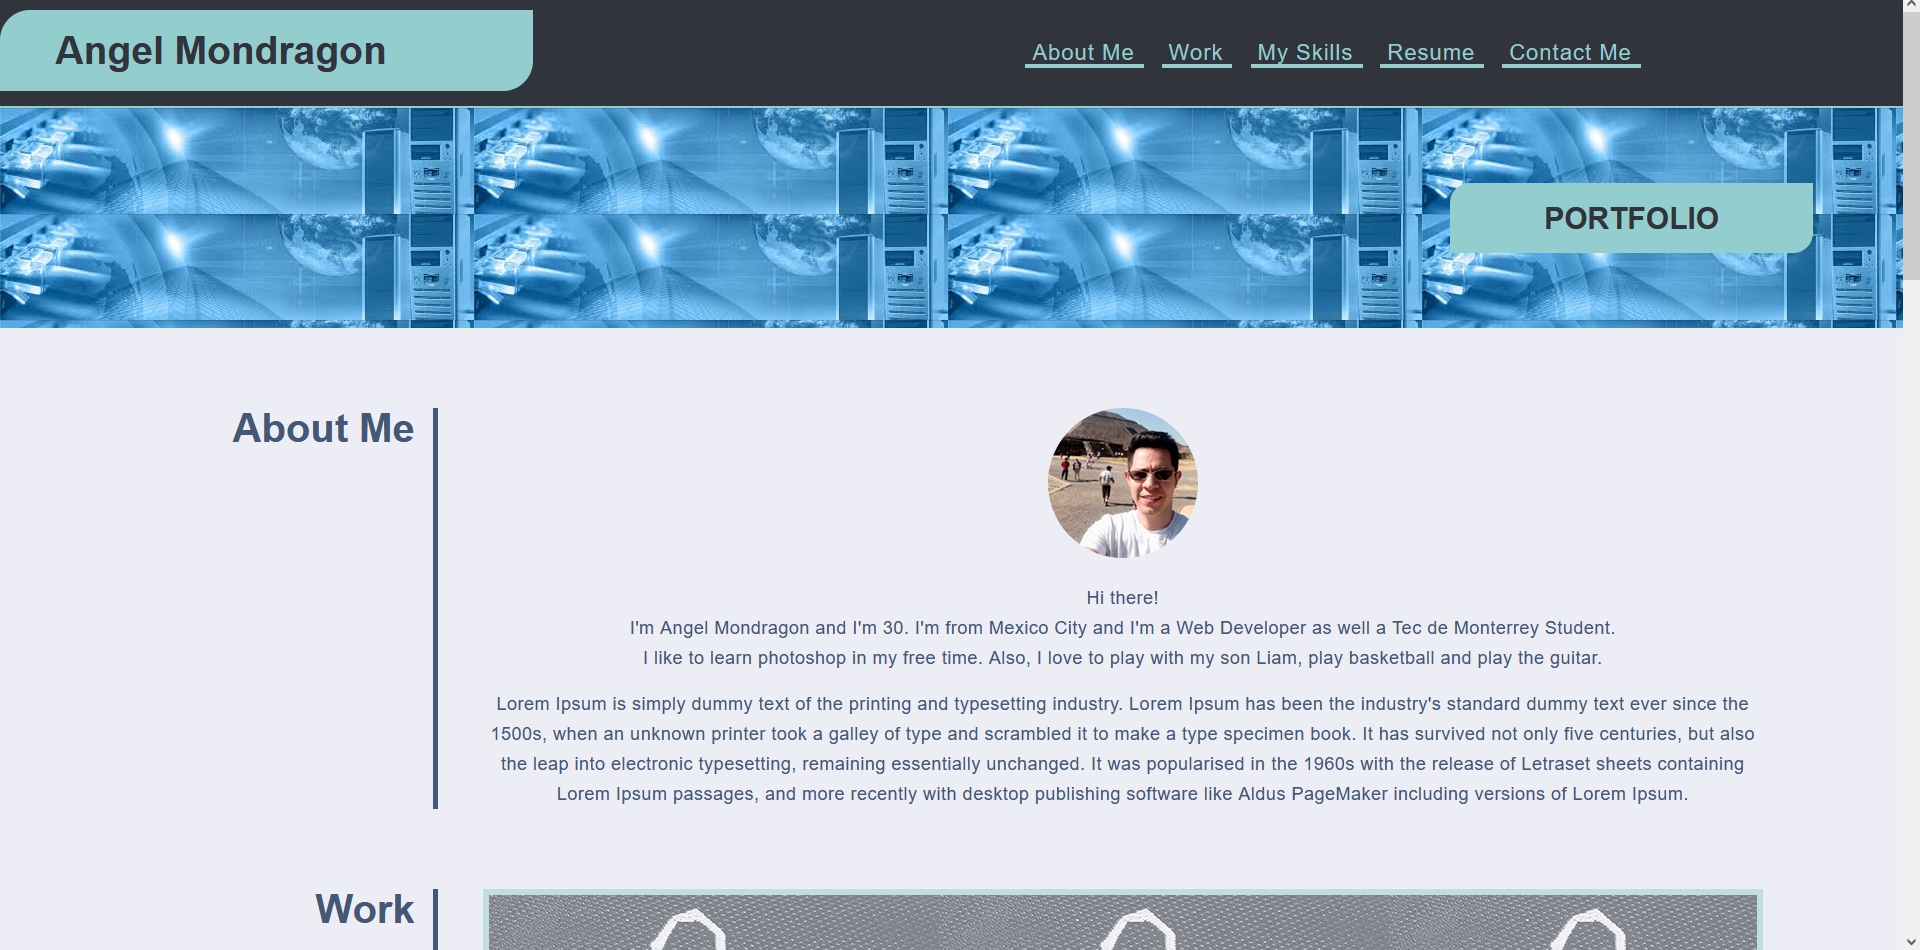 Angel Mondragon
About Me
Work
My Skills
Resume
Contact Me
PORTFOLIO
About Me
Hi there!
I'm Angel Mondragon and I'm 30. I'm from Mexico City and I'm a Web Developer as well a Tec de Monterrey Student.
I like to learn photoshop in my free time. Also, I love to play with my son Liam, play basketball and play the guitar.
Lorem Ipsum is simply dummy text of the printing and typesetting industry. Lorem Ipsum has been the industry's standard dummy text ever since the
1500s, when an unknown printer took a galley of type and scrambled it to make a type specimen book. It has survived not only five centuries, but also
the leap into electronic typesetting, remaining essentially unchanged. It was popularised in the 1960s with the release of Letraset sheets containing
Lorem Ipsum passages, and more recently with desktop publishing software like Aldus PageMaker including versions of Lorem Ipsum.
Work